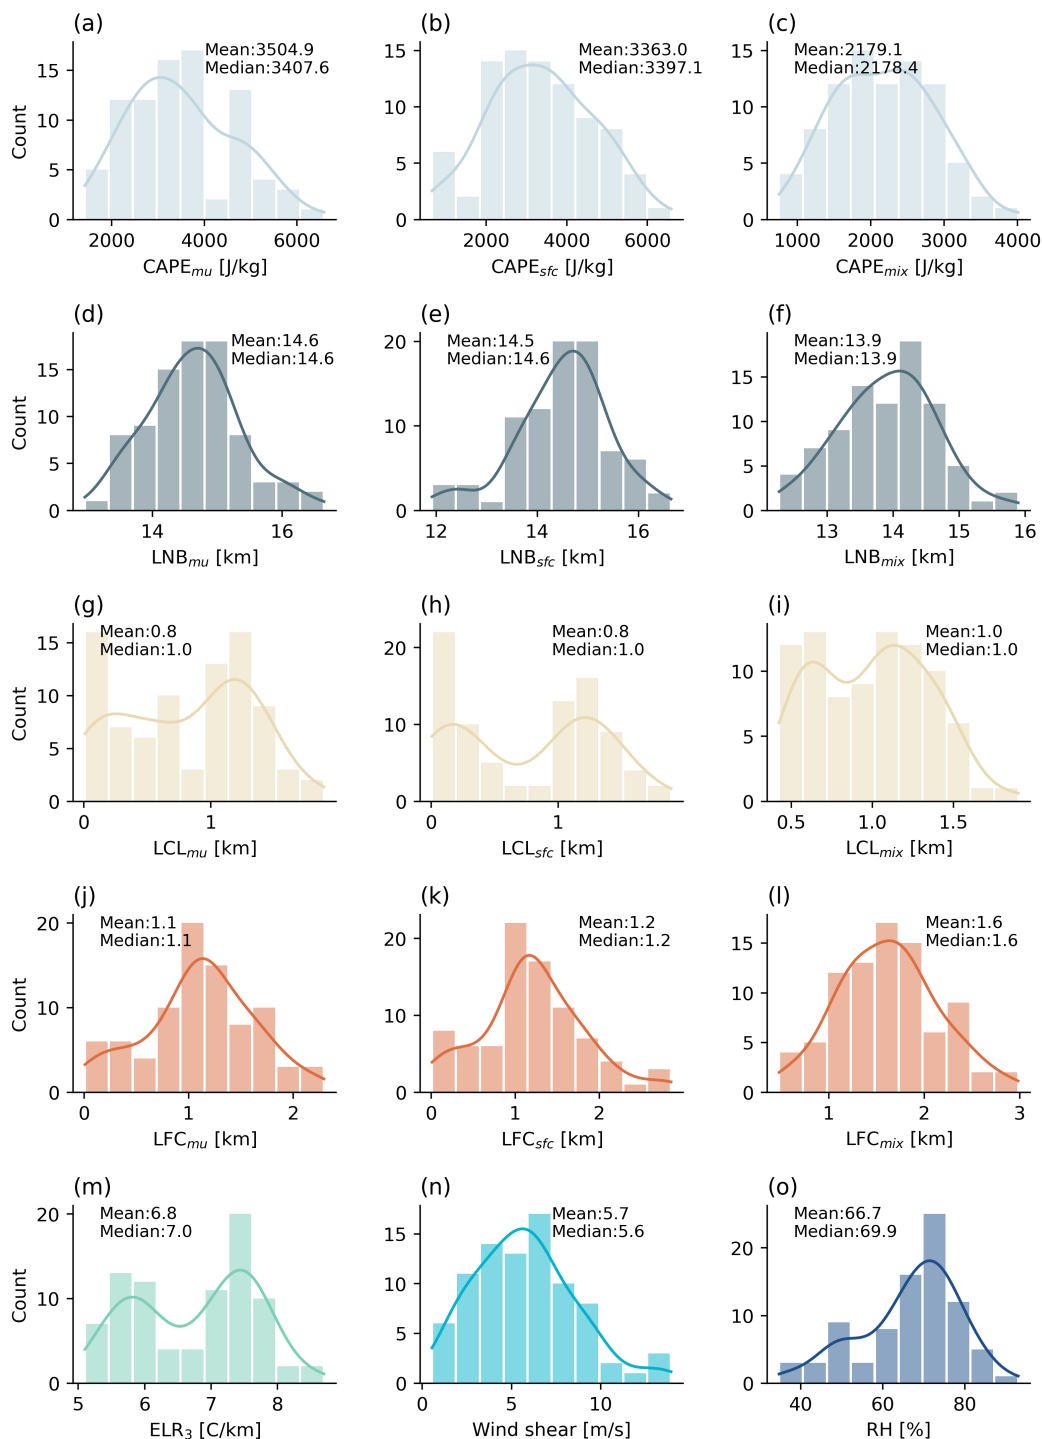 (a)
Mean:3504.9
Median:3407.6
15
10
5
0
Count
2000
4000
6000
CAPEmu [J/kg]
(b)
Mean:3363.0
Median:3397.1
15
10
5
0
2000
4000
6000
CAPEsfc [J/kg]
(c)
Mean:2179.1
Median:2178.4
15
10
5
0
1000
2000
3000
4000
CAPEmix [J/kg]
(d)
Mean:14.6
Median:14.6
15
10
5
0
Count
14
16
LNBmu [km]
(e)
Mean:14.5
Median:14.6
20
15
10
5
0
12
14
16
LNBsfc [km]
(f)
Mean:13.9
Median:13.9
15
10
5
0
13
14
15
16
LNBmix [km]
(g)
Mean:0.8
Median:1.0
15
10
5
0
Count
0
1
LCLmu [km]
(h)
Mean:0.8
Median:1.0
20
10
0
0
1
LCLsfc [km]
(i)
Mean:1.0
Median:1.0
10
5
0
0.5
1.0
1.5
LCLmix [km]
(j)
Mean:1.1
Median:1.1
20
15
10
5
0
Count
0
1
2
LFCmu [km]
(k)
Mean:1.2
Median:1.2
20
10
0
0
1
2
LFCsfc [km]
(l)
Mean:1.6
Median:1.6
15
10
5
0
1
2
3
LFCmix [km]
(m)
Mean:6.8
Median:7.0
20
10
0
Count
5
6
7
8
ELR3 [C/km]
(n)
Mean:5.7
Median:5.6
15
10
5
0
0
5
10
Wind shear [m/s]
(o)
Mean:66.7
Median:69.9
20
10
0
40
60
80
RH [%]